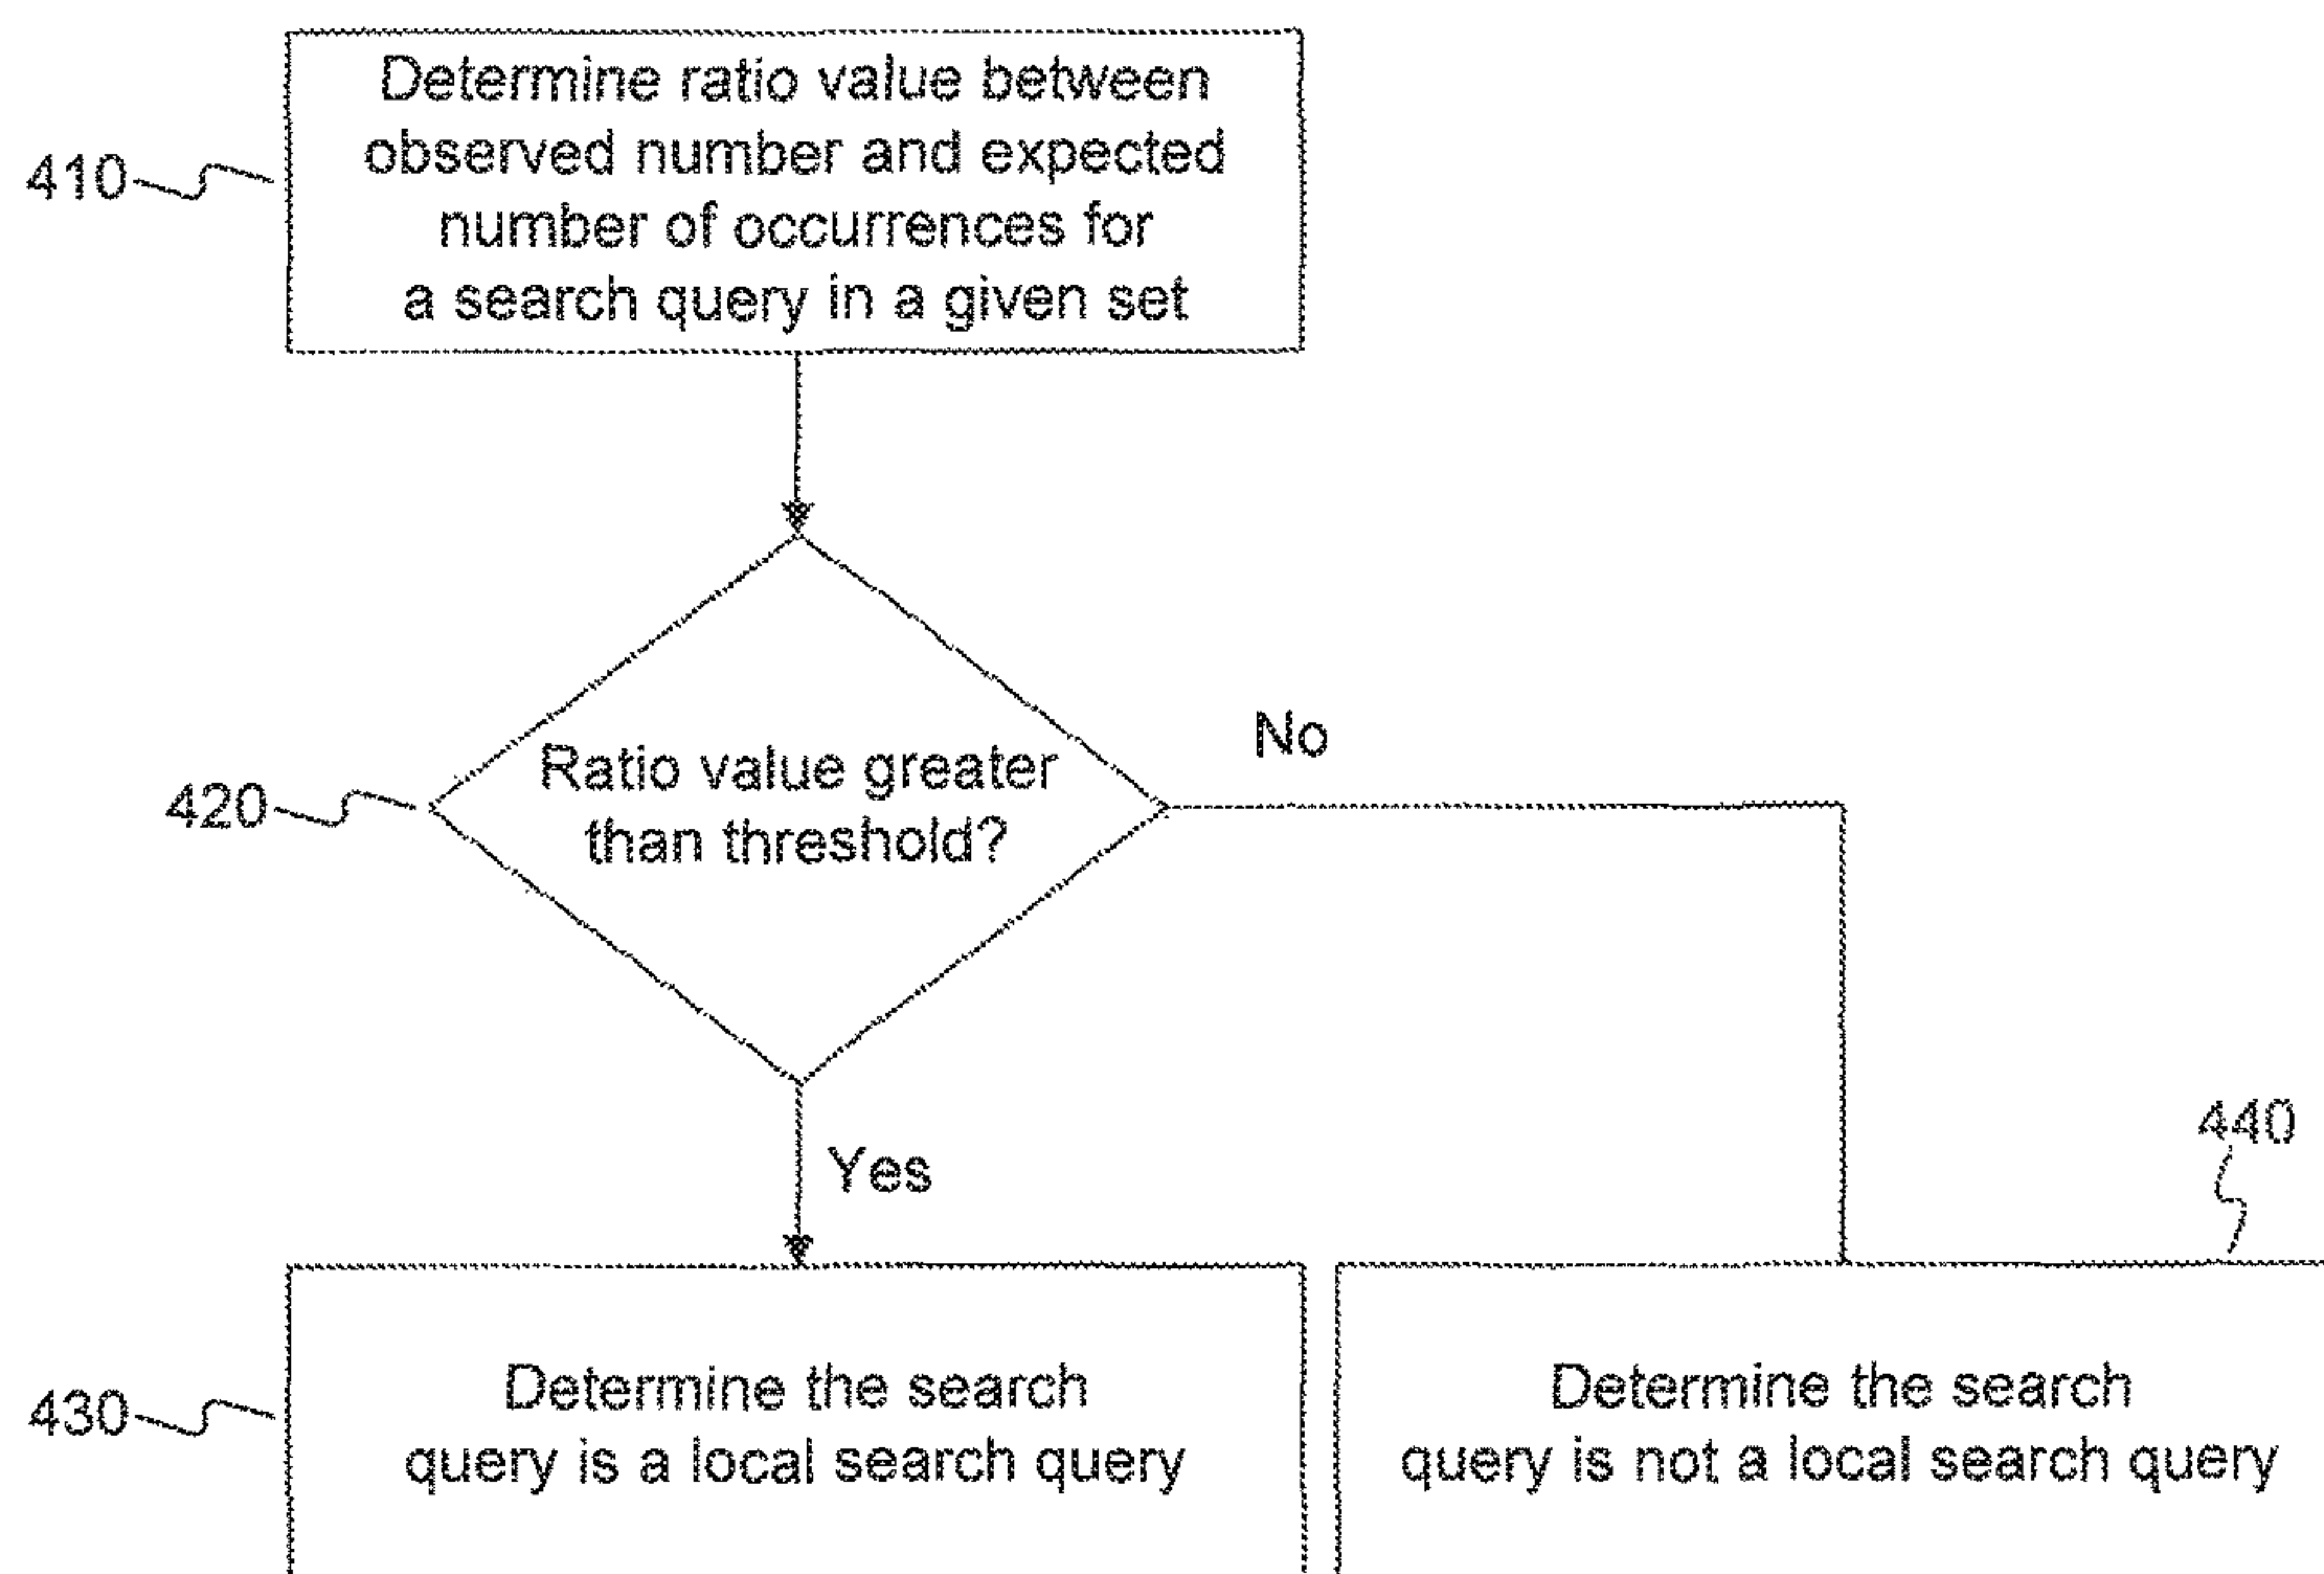 Determine ratio value between
observed number and expected
410
number of occurrences for
a search query in a given set
No
Ratio value greater
420
than threshold?
440
Yes
Determine the search
query is a local search query
430
Determine the search
query is not a local search query